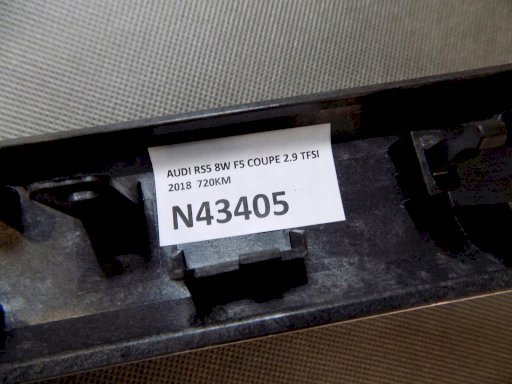 AUDI RS5 8W F5 COUPE 2.9 TFSI
2018 720KM
N43405